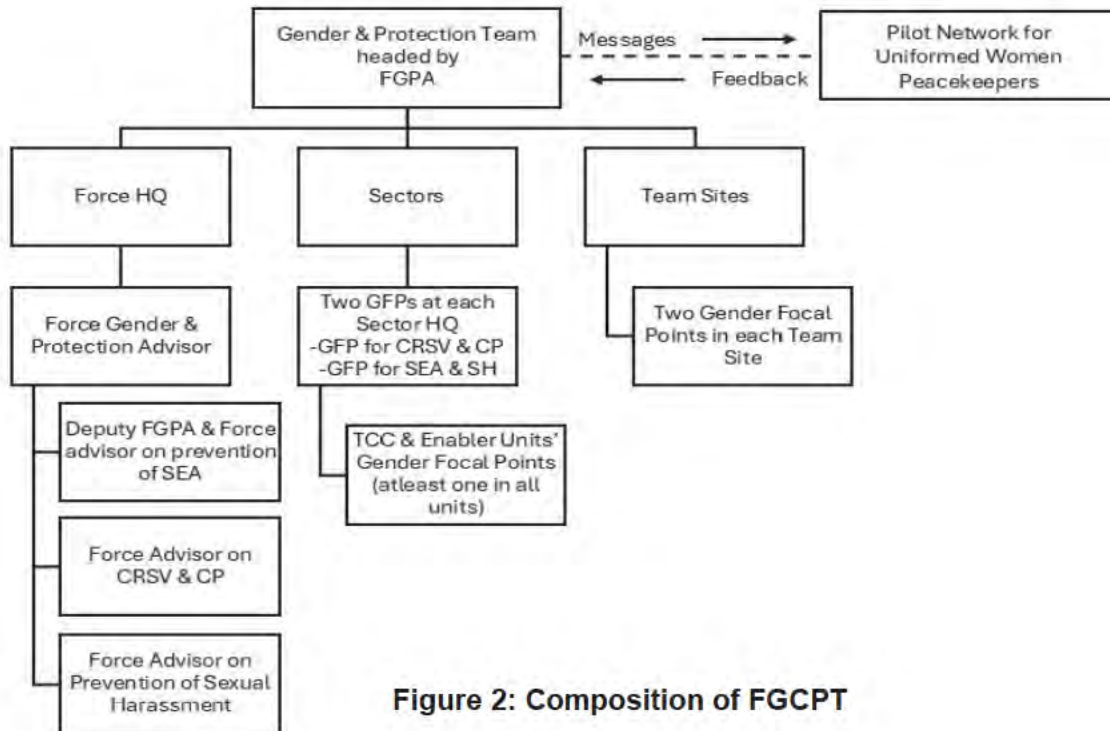 Gender & Protection Team
headed by
FGPA
Messages
Feedback
Pilot Network for
Uniformed Women
Peacekeepers
Force HQ
Sectors
Team Sites
Force Gender &
Protection Advisor
Two GFPs at each
Sector HQ
-GFP for CRSV & CP
-GFP for SEA & SH
Two Gender Focal
Points in each Team
Site
Deputy FGPA & Force
advisor on prevention
of SEA
TCC & Enabler Units'
Gender Focal Points
(atleast one in all
units)
Force Advisor on
CRSV & CP
Force Advisor on
Prevention of Sexual
Harassment
Figure 2: Composition of FGCPT